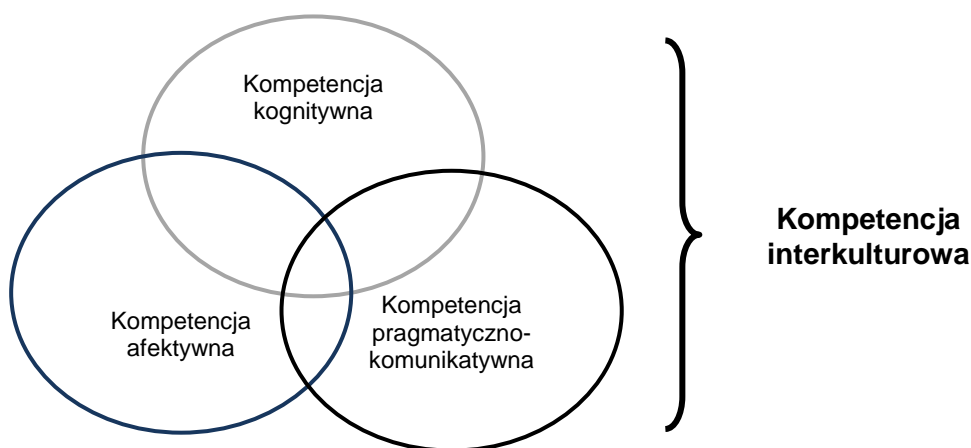 Kompetencja
kognitywna
Kompetencja
interkulturowa
Kompetencja
afektywna
Kompetencja
pragmatyczno-
komunikatywna